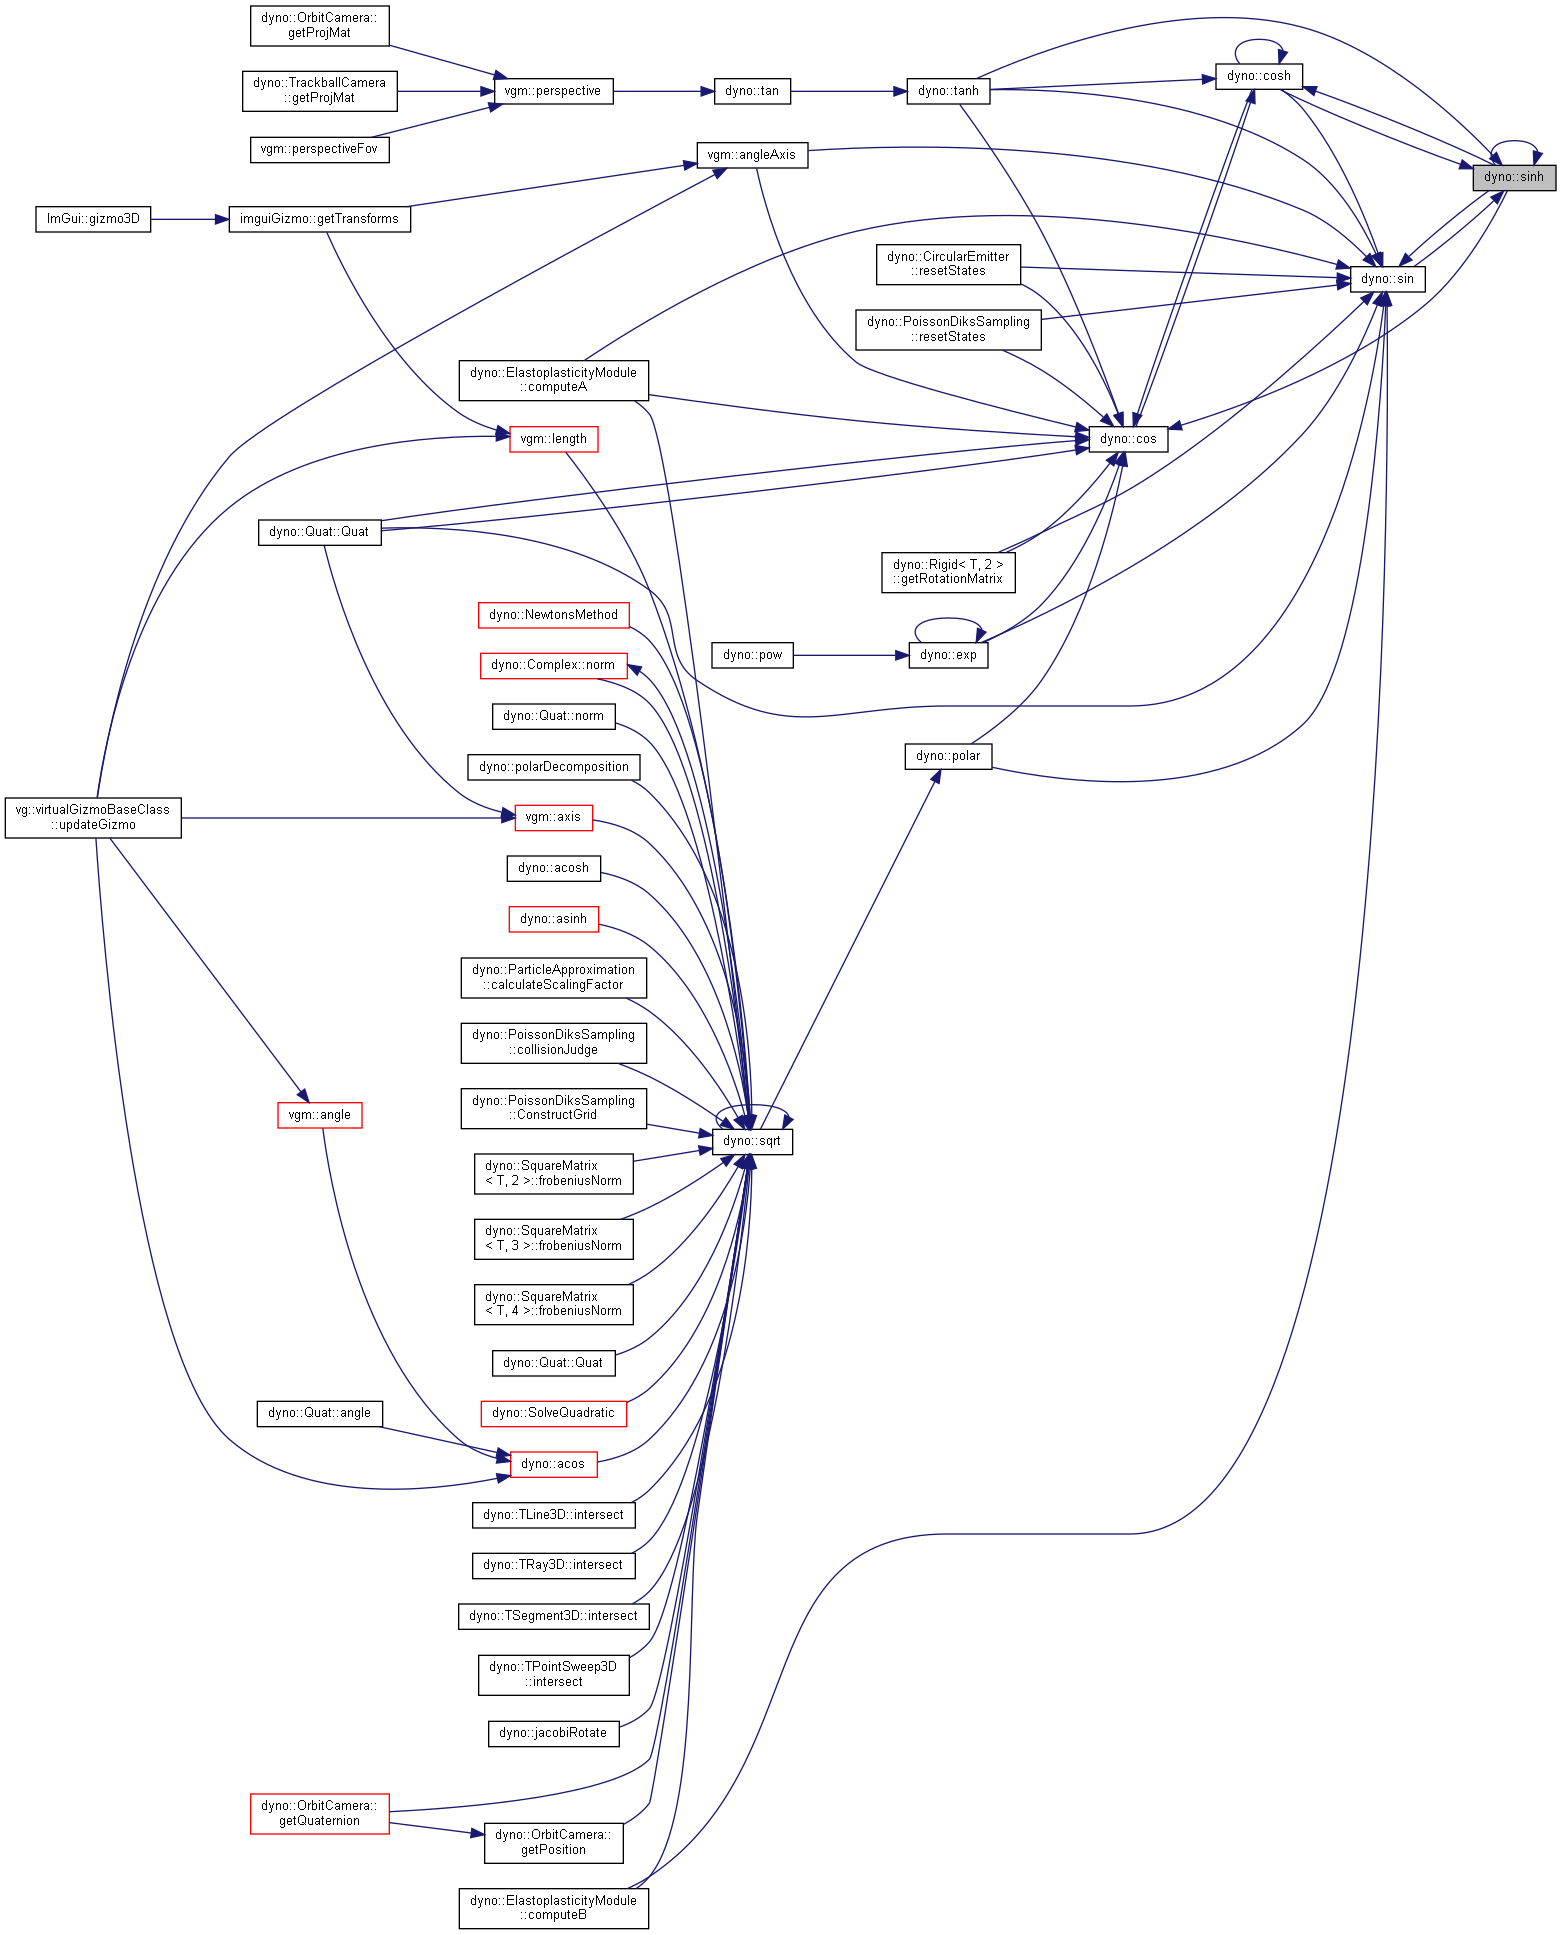 dyno::OrbitCamera::
getProjMat
dyno::TrackballCamera
::getProjMat
vgm::perspective
dyno::tan
dyno::tanh
dyno::cosh
vgm::perspectiveFov
vgm::angleAxis
dyno::sinh
ImGui::gizmo3D
imguiGizmo::getTransforms
dyno::CircularEmitter
::resetStates
dyno::sin
dyno::PoissonDiksSampling
::resetStates
dyno::ElastoplasticityModule
::computeA
vgm::length
dyno::cos
dyno::Quat::Quat
dyno::Rigid< T, 2 >
::getRotationMatrix
dyno::NewtonsMethod
dyno::Complex::norm
dyno::pow
dyno::exp
dyno::Quat::norm
dyno::polar
dyno::polarDecomposition
vg::virtualGizmoBaseClass
::updateGizmo
vgm::axis
dyno::acosh
dyno::asinh
dyno::ParticleApproximation
::calculateScalingFactor
dyno::PoissonDiksSampling
::collisionJudge
dyno::PoissonDiksSampling
::ConstructGrid
vgm::angle
dyno::sqrt
dyno::SquareMatrix
< T, 2 >::frobeniusNorm
dyno::SquareMatrix
< T, 3 >::frobeniusNorm
dyno::SquareMatrix
< T, 4 >::frobeniusNorm
dyno::Quat::Quat
dyno::Quat::angle
dyno::SolveQuadratic
dyno::acos
dyno::TLine3D::intersect
dyno::TRay3D::intersect
dyno::TSegment3D::intersect
dyno::TPointSweep3D
::intersect
dyno::jacobiRotate
dyno::OrbitCamera::
getQuaternion
dyno::OrbitCamera::
getPosition
dyno::ElastoplasticityModule
::computeB